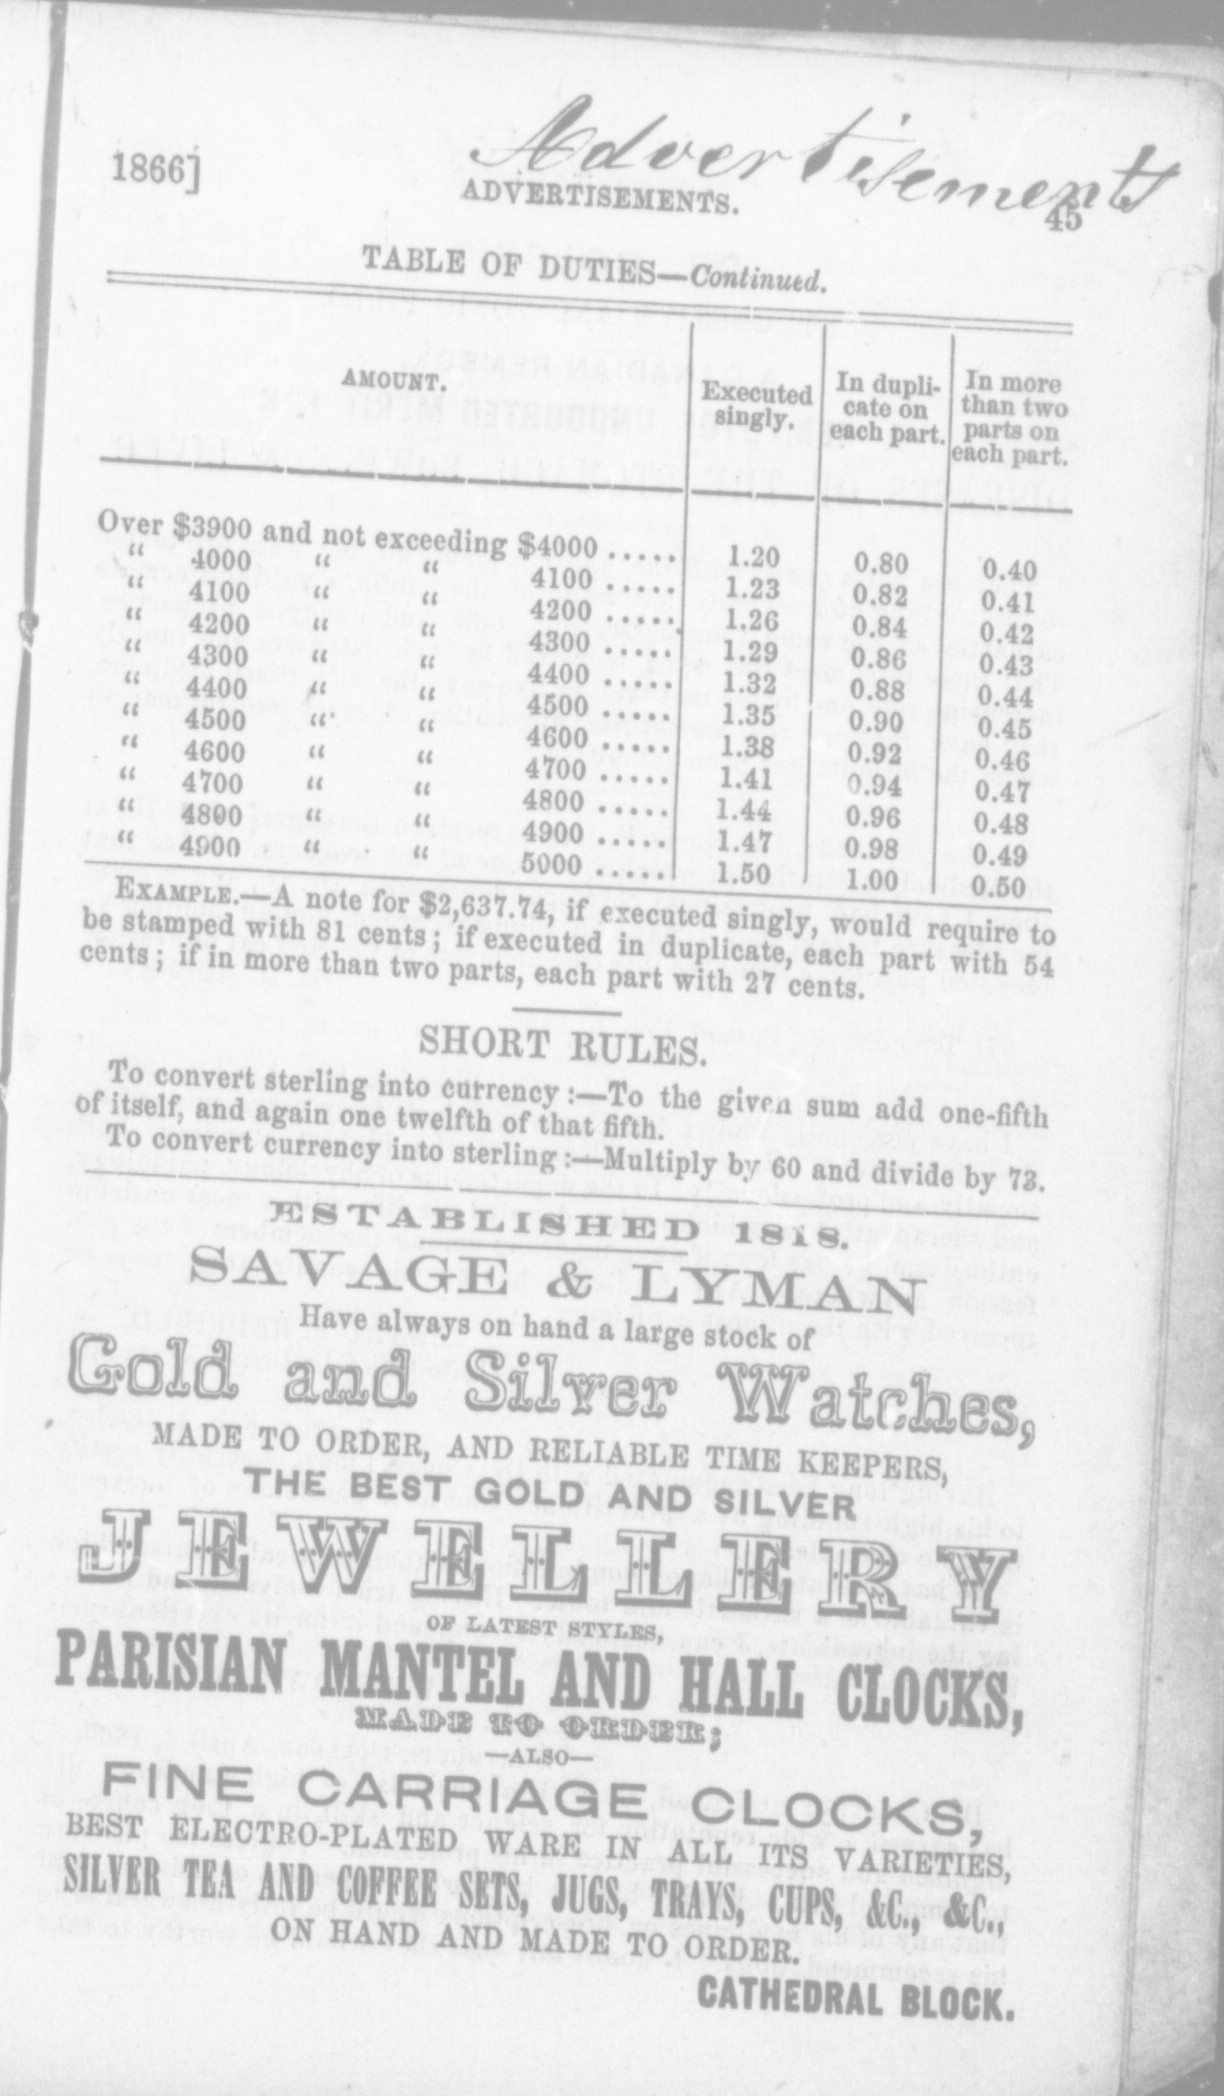 Advertisements
1866] ADVERTISEMENTS. 45
TABLE OF DUTIES—Continued.
AMOUNT. Executed singly. In dupli-cate on each part. In more than two parts on each part.
Over $3900 and not exceeding $4000 ..... 1.20 0.80 0.40
“ 4000 “ “ 4100 ..... 1.23 0.82 0.41
“ 4100 “ “ 4200 ..... 1.26 0.84 0.42
“ 4200 “ “ 4300 ..... 1.29 0.86 0.43
“ 4300 “ “ 4400 ..... 1.32 0.88 0.44
“ 4400 “ “ 4500 ..... 1.35 0.90 0.45
“ 4500 “ “ 4600 ..... 1.38 0.92 0.46
“ 4600 “ “ 4700 ..... 1.41 0.94 0.47
“ 4700 “ “ 4800 ..... 1.44 0.96 0.48
“ 4800 “ “ 4900 ..... 1.47 0.98 0.49
“ 4900 “ “ 5000 ..... 1.50 1.00 0.50
EXAMPLE.—A note for $2,637.74, if executed singly, would require to
be stamped with 81 cents; if executed in duplicate, each part with 54
cents; if in more than two parts, each part with 27 cents.
SHORT RULES.
To convert sterling into currency:—To the given sum add one-fifth
of itself, and again one twelfth of that fifth.
To convert currency into sterling:—Multiply by 60 and divide by 73.
ESTABLISHED 1818.
SAVAGE & LYMAN
Have always on hand a large stock of
Gold and Silver Watches,
MADE TO ORDER, AND RELIABLE TIME KEEPERS,
THE BEST GOLD AND SILVER
JEWELLERY
OF LATEST STYLES,
PARISIAN MANTEL AND HALL CLOCKS,
MADE TO ORDER;
—ALSO—
FINE CARRIAGE CLOCKS,
BEST ELECTRO-PLATED WARE IN ALL ITS VARIETIES,
SILVER TEA AND COFFEE SETS, JUGS, TRAYS, CUPS, &C., &C.,
ON HAND AND MADE TO ORDER.
CATHEDRAL BLOCK.